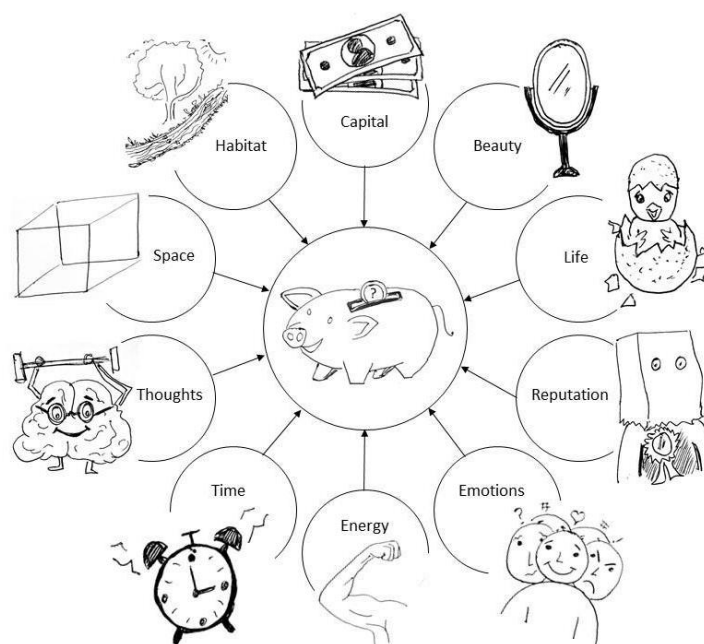 Capital
Habitat
Beauty
Space
Life
?
Thoughts
Reputation
Time
Emotions
Energy
?
#
#